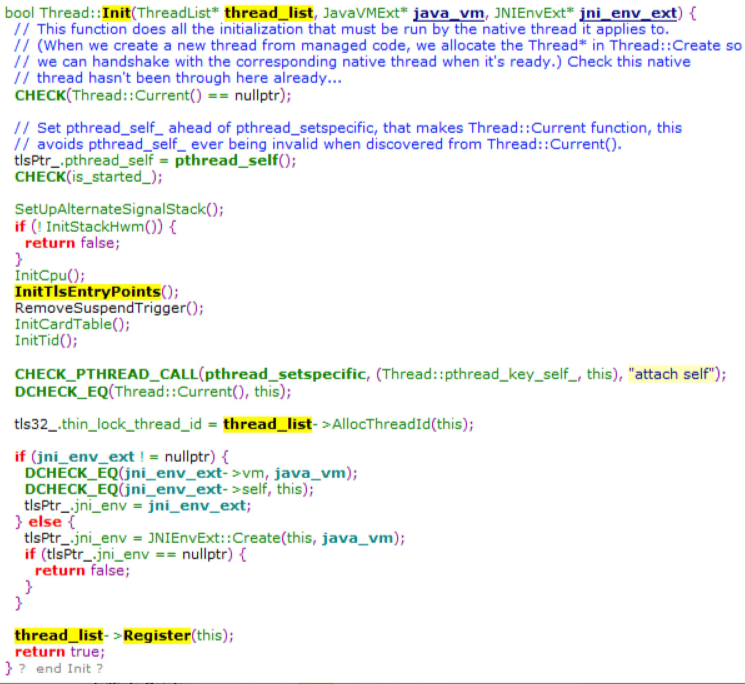 bool Thread::Init(ThreadList* thread_list, JavaVMExt* java_vm, JNIEnvExt* jni_env_ext) {
// This function does all the initialization that must be run by the native thread it applies to.
// (When we create a new thread from managed code, we allocate the Thread* in Thread::Create so
// we can handshake with the corresponding native thread when it's ready.) Check this native
// thread hasn't been through here already...
CHECK(Thread::Current() == nullptr);
// Set pthread_self_ ahead of pthread_setspecific, that makes Thread::Current function, this
// avoids pthread_self_ ever being invalid when discovered from Thread::Current().
tlsPtr_.pthread_self = pthread_self();
CHECK(is_started_);
SetUpAlternateSignalStack();
if (! InitStackHwm()) {
return false;
}
InitCpu();
InitTlsEntryPoints();
RemoveSuspendTrigger();
InitCardTable();
InitTid();
CHECK_PTHREAD_CALL(pthread_setspecific, (Thread::pthread_key_self_, this), "attach self");
DCHECK_EQ(Thread::Current(), this);
tls32_.thin_lock_thread_id = thread_list->AllocThreadId(this);
if (jni_env_ext != nullptr) {
DCHECK_EQ(jni_env_ext->vm, java_vm);
DCHECK_EQ(jni_env_ext->self, this);
tlsPtr_.jni_env = jni_env_ext;
} else {
tlsPtr_.jni_env = JNIEnvExt::Create(this, java_vm);
if (tlsPtr_.jni_env == nullptr) {
return false;
}
}
thread_list->Register(this);
return true;
} ? end Init ?